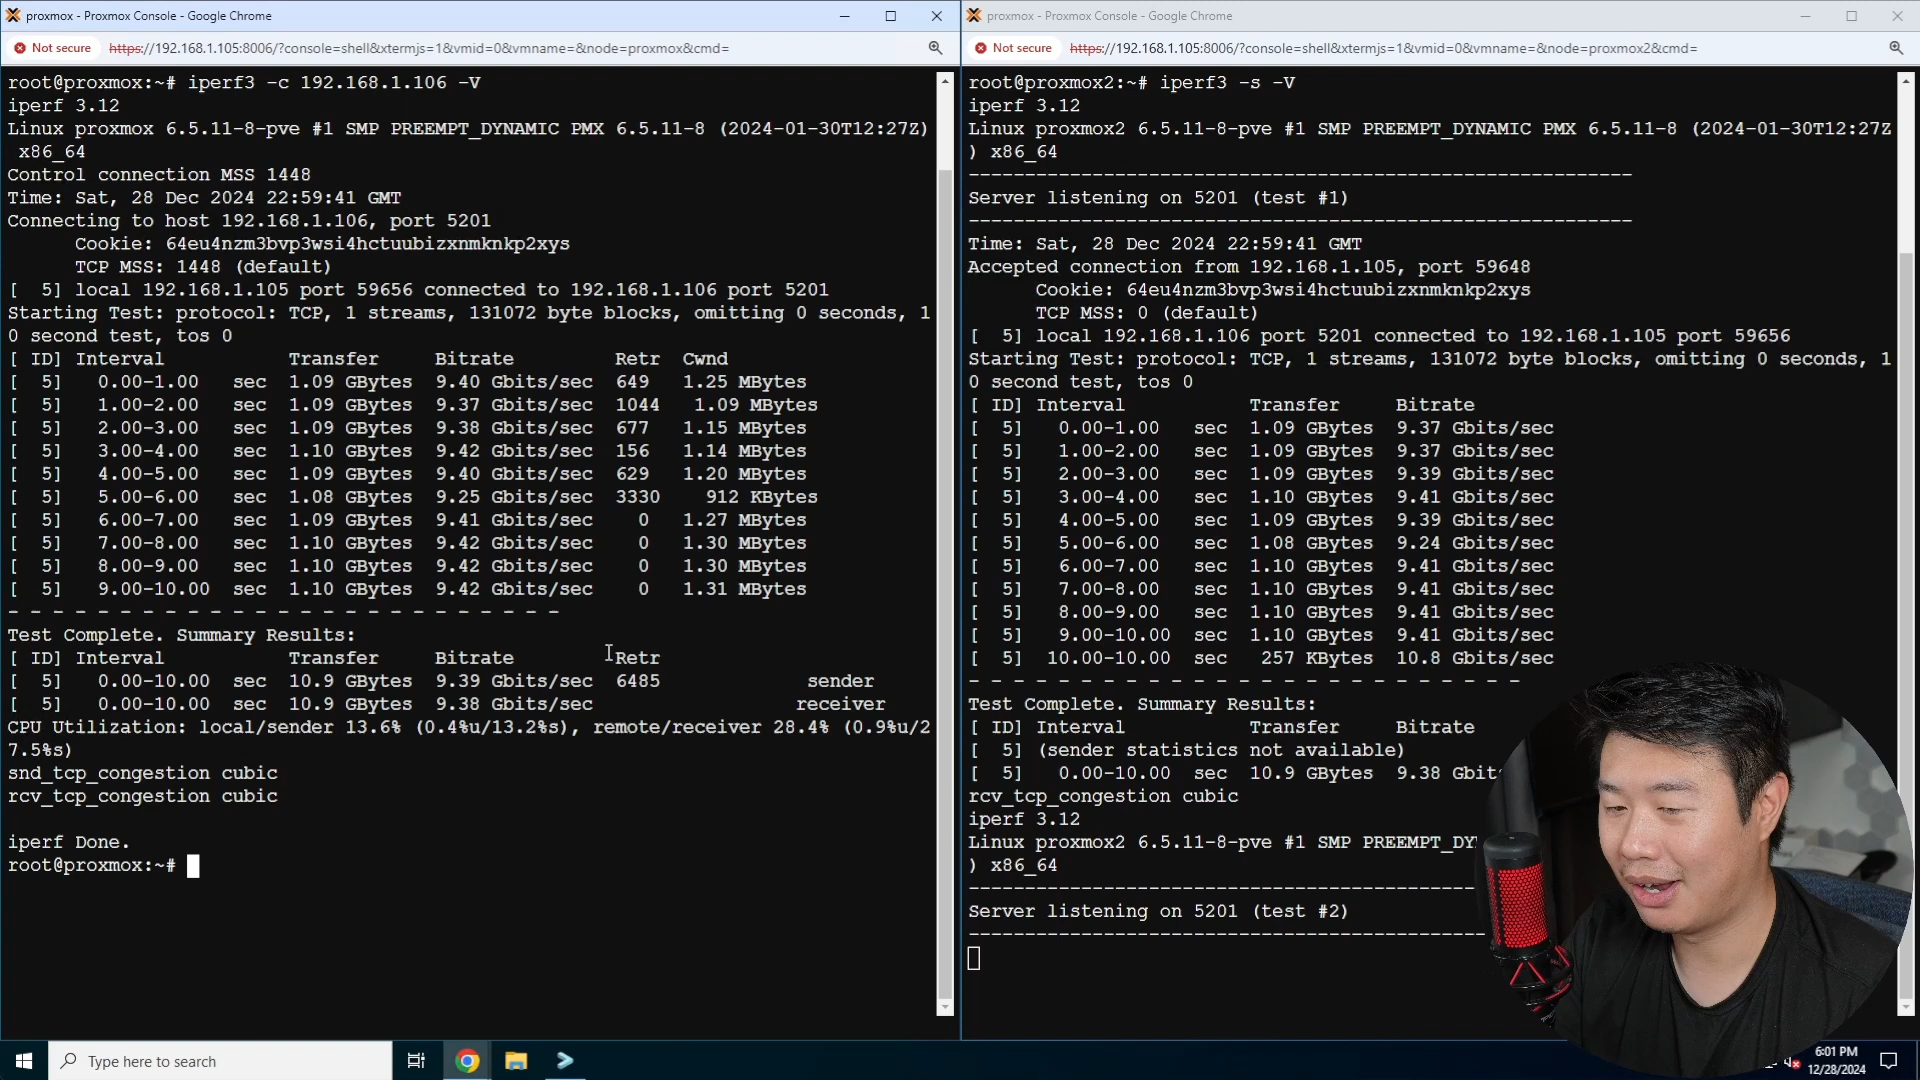 proxmox - Proxmox Console - Google Chrome
Not secure https://192.168.1.105:8006/?console=shell&xtermjs=1&vmid=0&vmname=&node=proxmox&cmd=
root@proxmox:~# iperf3 -c 192.168.1.106 -V
iperf 3.12
Linux proxmox 6.5.11-8-pve #1 SMP PREEMPT_DYNAMIC PMX 6.5.11-8 (2024-01-30T12:27Z)
x86_64
Control connection MSS 1448
Time: Sat, 28 Dec 2024 22:59:41 GMT
Connecting to host 192.168.1.106, port 5201
Cookie: 64eu4nzm3bvp3wsi4hctuubizxnmknkp2xys
TCP MSS: 1448 (default)
[  5] local 192.168.1.105 port 59656 connected to 192.168.1.106 port 5201
Starting Test: protocol: TCP, 1 streams, 131072 byte blocks, omitting 0 seconds, 1
0 second test, tos 0
[ ID] Interval Transfer Bitrate Retr Cwnd
[  5] 0.00-1.00 sec 1.09 GBytes 9.40 Gbits/sec 649 1.25 MBytes
[  5] 1.00-2.00 sec 1.09 GBytes 9.37 Gbits/sec 1044 1.09 MBytes
[  5] 2.00-3.00 sec 1.09 GBytes 9.38 Gbits/sec 677 1.15 MBytes
[  5] 3.00-4.00 sec 1.10 GBytes 9.42 Gbits/sec 156 1.14 MBytes
[  5] 4.00-5.00 sec 1.09 GBytes 9.40 Gbits/sec 629 1.20 MBytes
[  5] 5.00-6.00 sec 1.08 GBytes 9.25 Gbits/sec 3330 912 KBytes
[  5] 6.00-7.00 sec 1.09 GBytes 9.41 Gbits/sec 0 1.27 MBytes
[  5] 7.00-8.00 sec 1.10 GBytes 9.42 Gbits/sec 0 1.30 MBytes
[  5] 8.00-9.00 sec 1.10 GBytes 9.42 Gbits/sec 0 1.30 MBytes
[  5] 9.00-10.00 sec 1.10 GBytes 9.42 Gbits/sec 0 1.31 MBytes
- - - - - - - - - - - - - - - - - - - - - - - - -
Test Complete. Summary Results:
[ ID] Interval Transfer Bitrate Retr
[  5] 0.00-10.00 sec 10.9 GBytes 9.39 Gbits/sec 6485 sender
[  5] 0.00-10.00 sec 10.9 GBytes 9.38 Gbits/sec receiver
CPU Utilization: local/sender 13.6% (0.4%u/13.2%s), remote/receiver 28.4% (0.9%u/2
7.5%s)
snd_tcp_congestion cubic
rcv_tcp_congestion cubic
iperf Done.
root@proxmox:~#
proxmox - Proxmox Console - Google Chrome
Not secure https://192.168.1.105:8006/?console=shell&xtermjs=1&vmid=0&vmname=&node=proxmox2&cmd=
root@proxmox2:~# iperf3 -s -V
iperf 3.12
Linux proxmox2 6.5.11-8-pve #1 SMP PREEMPT_DYNAMIC PMX 6.5.11-8 (2024-01-30T12:27Z
) x86_64
-----------------------------------------------------------
Server listening on 5201 (test #1)
-----------------------------------------------------------
Time: Sat, 28 Dec 2024 22:59:41 GMT
Accepted connection from 192.168.1.105, port 59648
Cookie: 64eu4nzm3bvp3wsi4hctuubizxnmknkp2xys
TCP MSS: 0 (default)
[  5] local 192.168.1.106 port 5201 connected to 192.168.1.105 port 59656
Starting Test: protocol: TCP, 1 streams, 131072 byte blocks, omitting 0 seconds, 1
0 second test, tos 0
[ ID] Interval Transfer Bitrate
[  5] 0.00-1.00 sec 1.09 GBytes 9.37 Gbits/sec
[  5] 1.00-2.00 sec 1.09 GBytes 9.37 Gbits/sec
[  5] 2.00-3.00 sec 1.09 GBytes 9.39 Gbits/sec
[  5] 3.00-4.00 sec 1.10 GBytes 9.41 Gbits/sec
[  5] 4.00-5.00 sec 1.09 GBytes 9.39 Gbits/sec
[  5] 5.00-6.00 sec 1.08 GBytes 9.24 Gbits/sec
[  5] 6.00-7.00 sec 1.10 GBytes 9.41 Gbits/sec
[  5] 7.00-8.00 sec 1.10 GBytes 9.41 Gbits/sec
[  5] 8.00-9.00 sec 1.10 GBytes 9.41 Gbits/sec
[  5] 9.00-10.00 sec 1.10 GBytes 9.41 Gbits/sec
[  5] 10.00-10.00 sec 257 KBytes 10.8 Gbits/sec
- - - - - - - - - - - - - - - - - - - - - - - - -
Test Complete. Summary Results:
[ ID] Interval Transfer Bitrate
[  5] (sender statistics not available)
[  5] 0.00-10.00 sec 10.9 GBytes 9.38 Gbits
rcv_tcp_congestion cubic
iperf 3.12
Linux proxmox2 6.5.11-8-pve #1 SMP PREEMPT_DY
) x86_64
-----------------------------------------------
Server listening on 5201 (test #2)
-----------------------------------------------
Type here to search
6:01 PM
12/28/2024